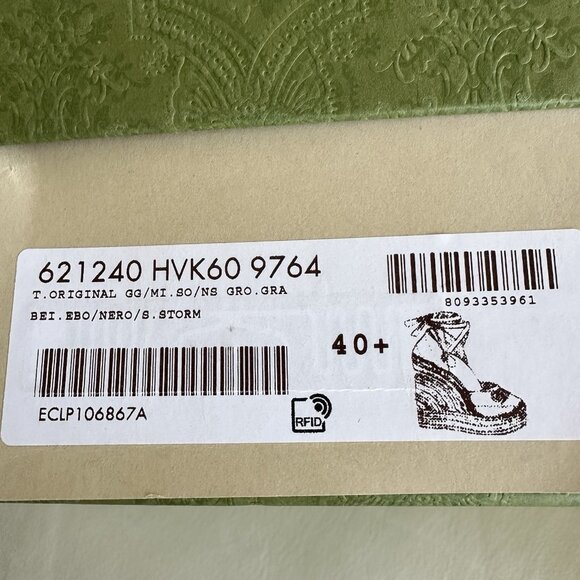 621240 HVK60 9764
T.ORIGINAL GG/MI.SO/NS GRO.GRA
BEI.EBO/NERO/S.STORM
8093353961
40+
ECLP106867A
RFID